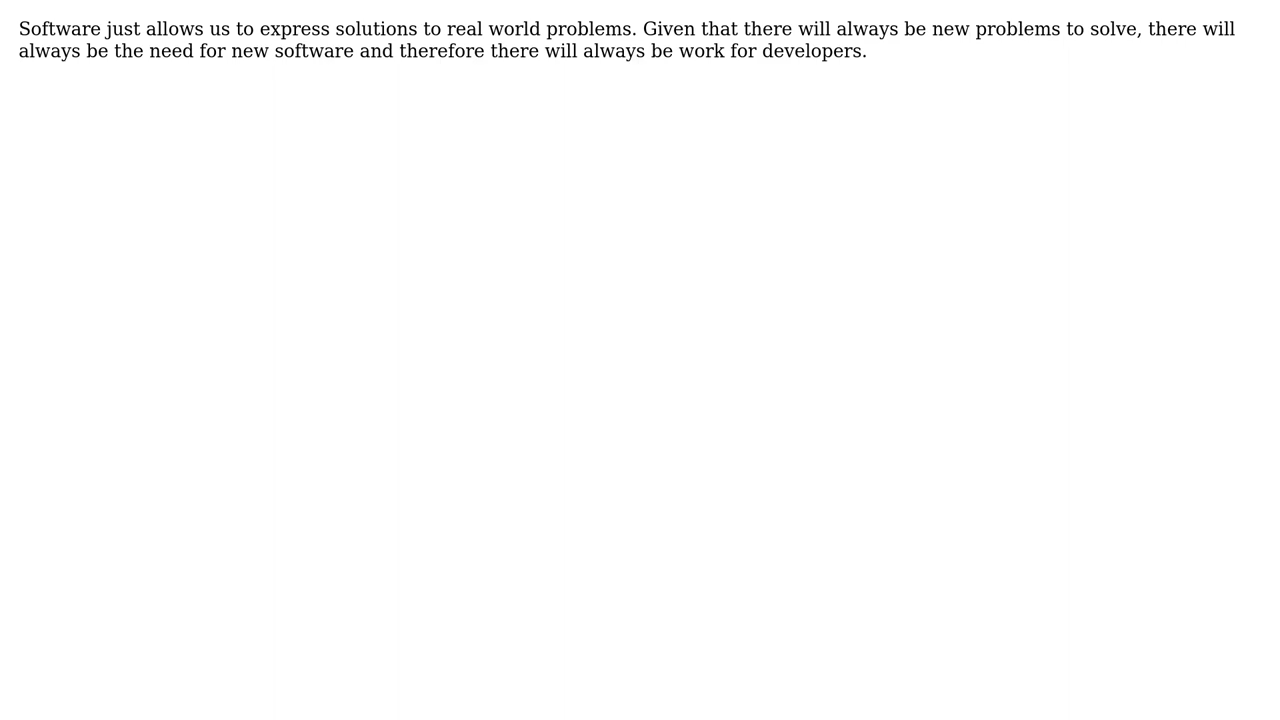 Software just allows us to express solutions to real world problems. Given that there will always be new problems to solve, there will
always be the need for new software and therefore there will always be work for developers.